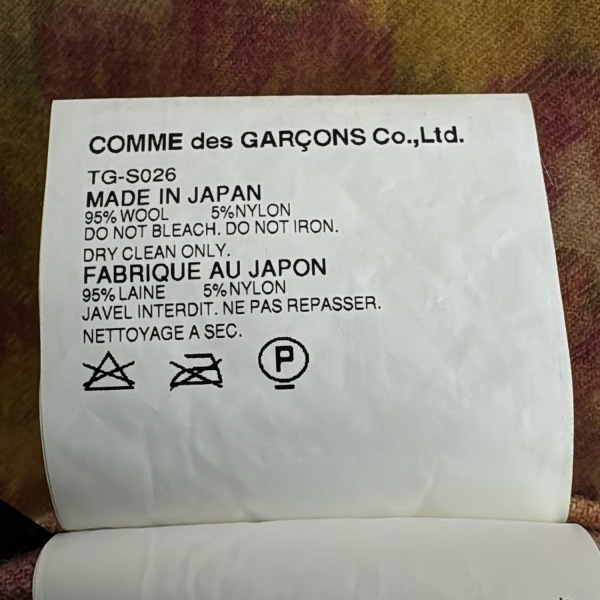 COMME des GARÇONS Co.,Ltd.
TG-S026
MADE IN JAPAN
95% WOOL 5%NYLON
DO NOT BLEACH. DO NOT IRON.
DRY CLEAN ONLY.
FABRIQUE AU JAPON
95% LAINE 5%NYLON
JAVEL INTERDIT. NE PAS REPASSER.
NETTOYAGE A SEC.
P